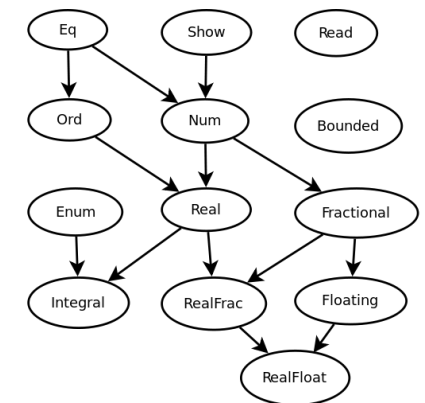 Eq
Show
Read
Ord
Num
Bounded
Enum
Real
Fractional
Integral
RealFrac
Floating
RealFloat